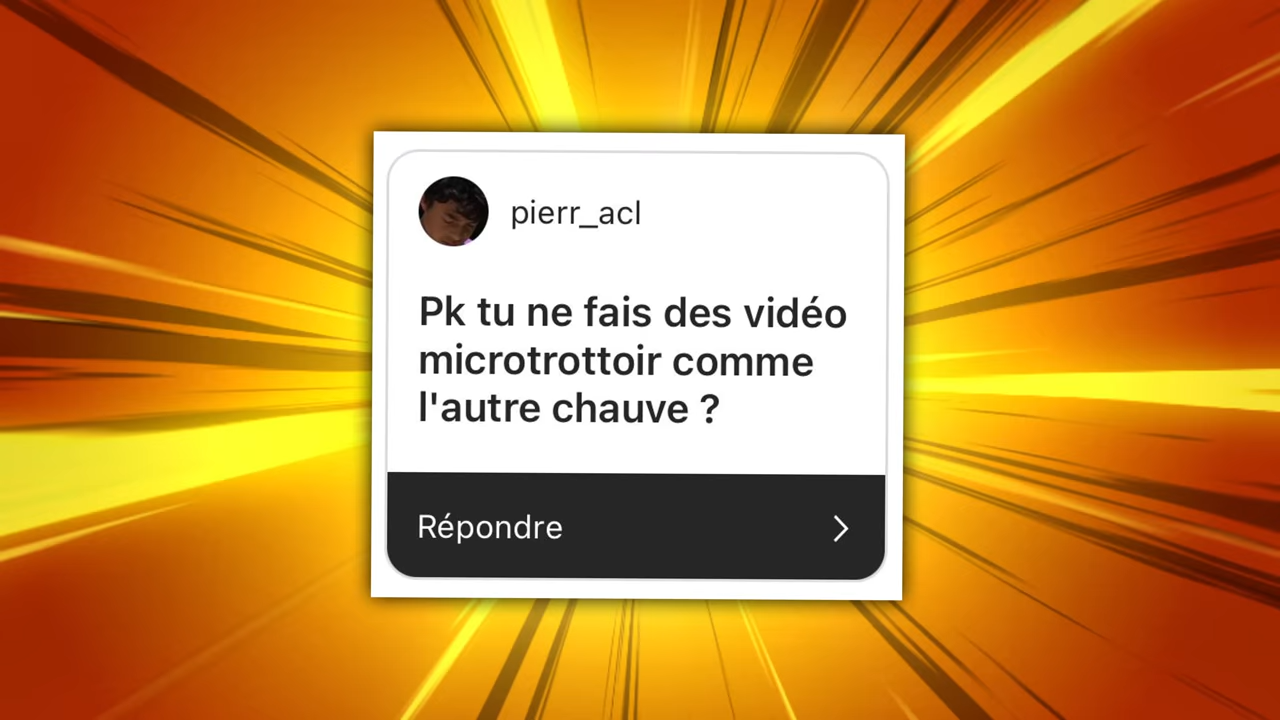 pierr_acl
Pk tu ne fais des vidéo
microtrottoir comme
l'autre chauve ?
Répondre